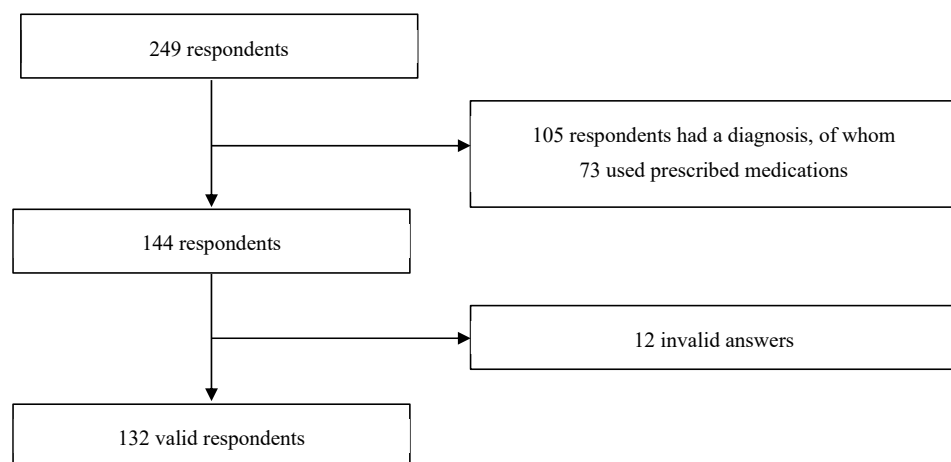 249 respondents
105 respondents had a diagnosis, of whom
73 used prescribed medications
144 respondents
12 invalid answers
132 valid respondents